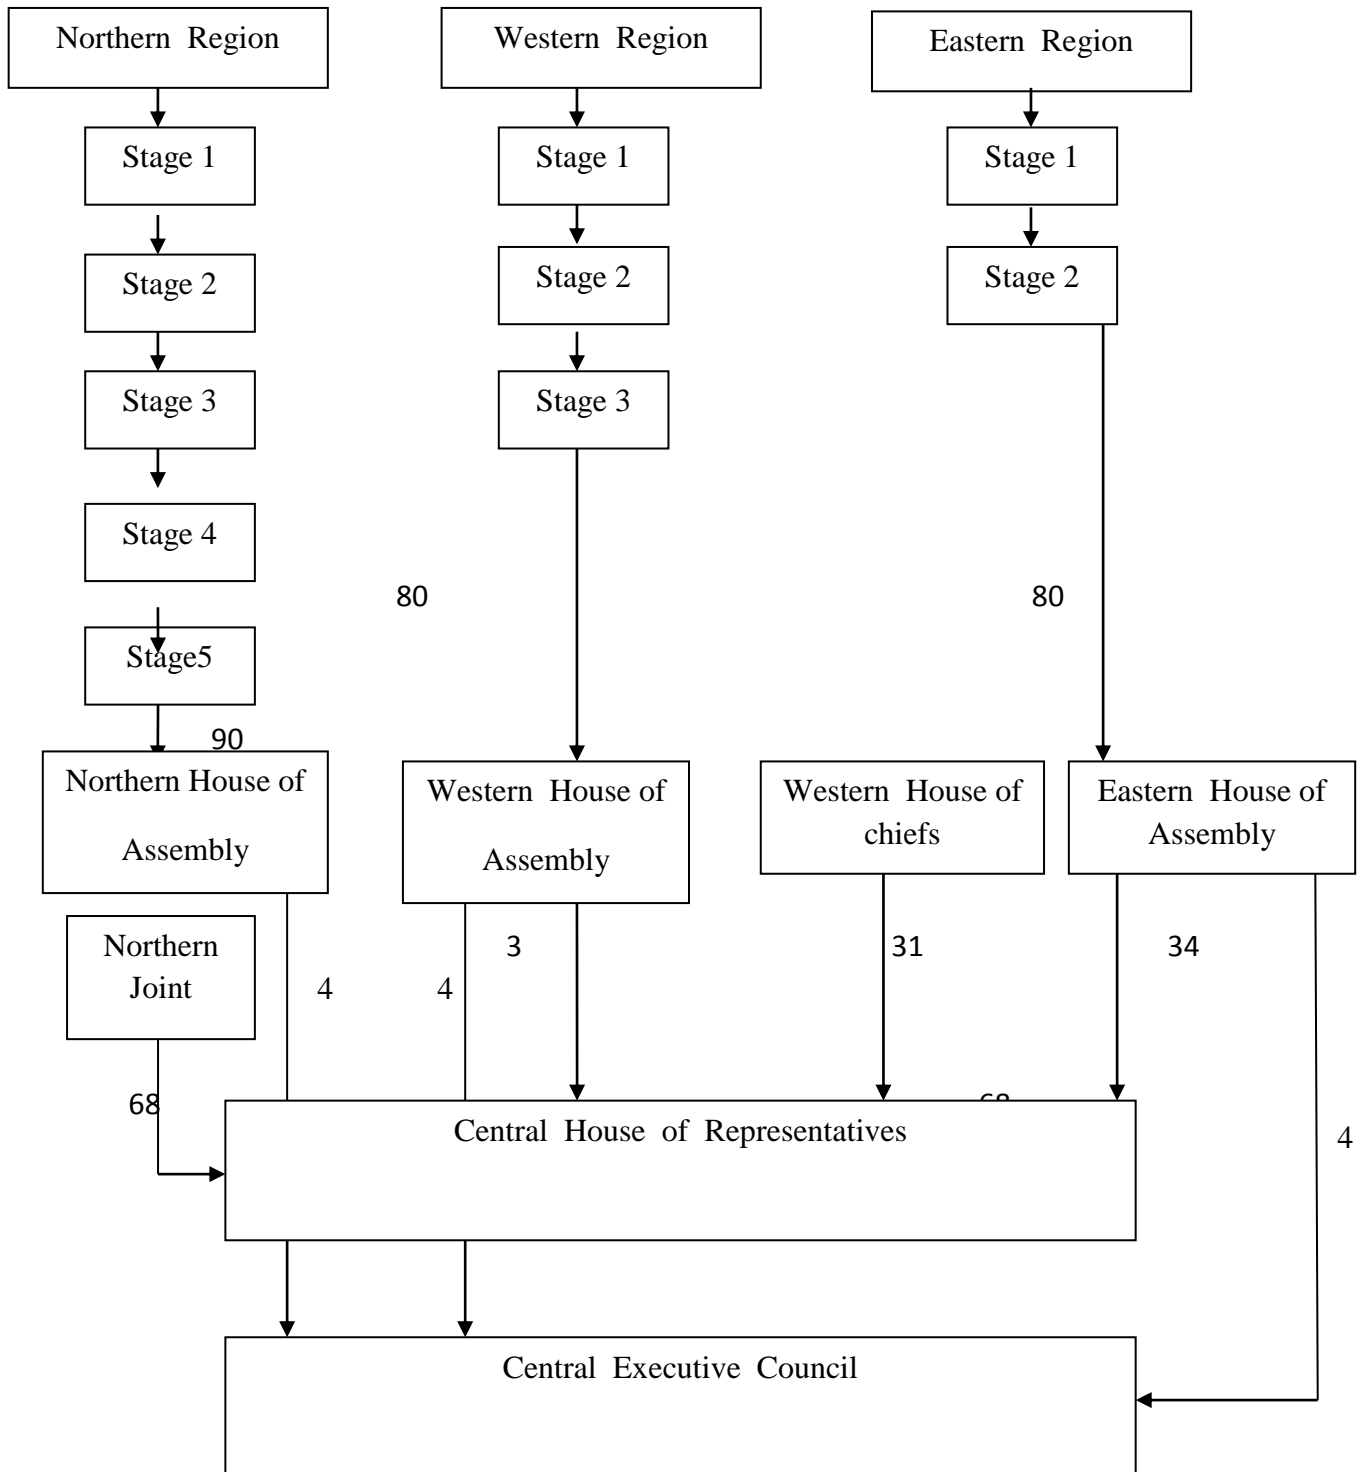 Northern Region
Western Region
Eastern Region
Stage 1
Stage 1
Stage 1
Stage 2
Stage 2
Stage 2
Stage 3
Stage 3
Stage 4
80
80
Stage5
90
Northern House of
Assembly
Western House of
Assembly
Western House of
chiefs
Eastern House of
Assembly
Northern
Joint
3
31
34
4
4
68
68
Central House of Representatives
4
Central Executive Council